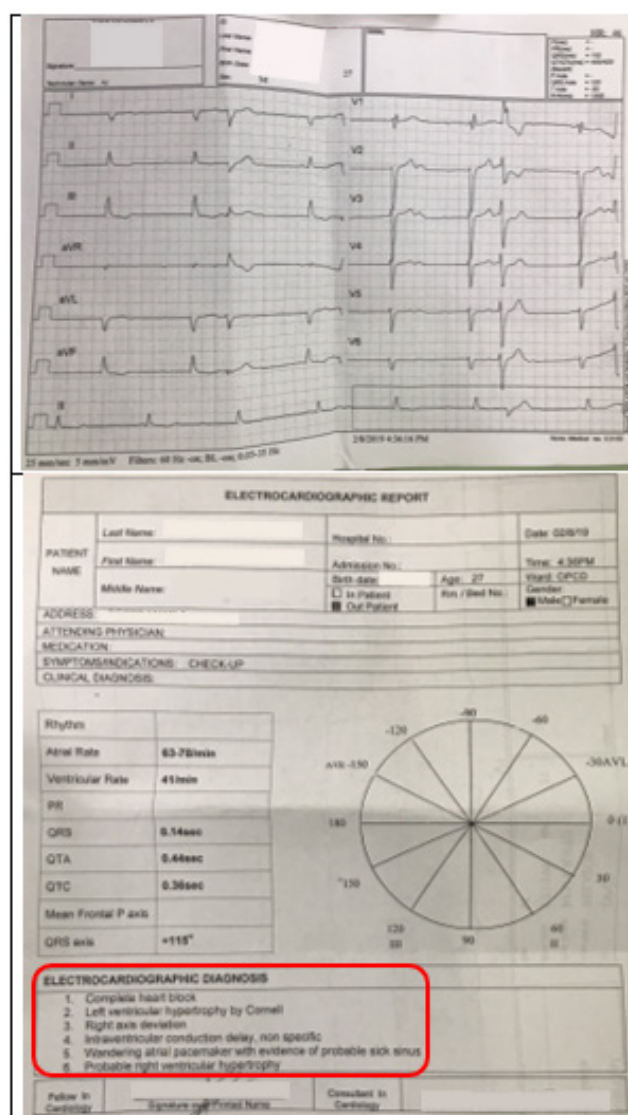 ID
Last Name:
First Name:
Birth Date:
M
27
Signature:
Technician Name:
I
V1
II
V2
III
V3
aVR
V4
aVL
V5
aVF
V6
II
25 mm/sec 5 mm/mV Filters: 60 Hz -on; BL -on; 0.05-35 Hz
2/8/2019 4:36:16 PM
ELECTROCARDIOGRAPHIC REPORT
PATIENT NAME
Last Name:
Hospital No.:
Date: 02/8/19
First Name:
Admission No.:
Time: 4:36PM
Middle Name:
Birth date:
Age: 27
Ward: OPCD
In Patient
Rm. / Bed No.:
Gender:
Out Patient
Male Female
ADDRESS:
ATTENDING PHYSICIAN:
MEDICATION:
SYMPTOMS/INDICATIONS: CHECK-UP
CLINICAL DIAGNOSIS:
Rhythm
Atrial Rate 63-78/min
Ventricular Rate 41/min
PR
QRS 0.14sec
QTA 0.44sec
QTC 0.36sec
Mean Frontal P axis
QRS axis +115°
-90
-120
-60
AVR -150
-30AVL
180
0 (I
150
30
120
60
III
90
II
ELECTROCARDIOGRAPHIC DIAGNOSIS
1. Complete heart block
2. Left ventricular hypertrophy by Cornell
3. Right axis deviation
4. Intraventricular conduction delay, non specific
5. Wandering atrial pacemaker with evidence of probable sick sinus
6 Probable right ventricular hypertrophy
Fellow In Cardiology
Signature over Printed Name
Consultant In Cardiology